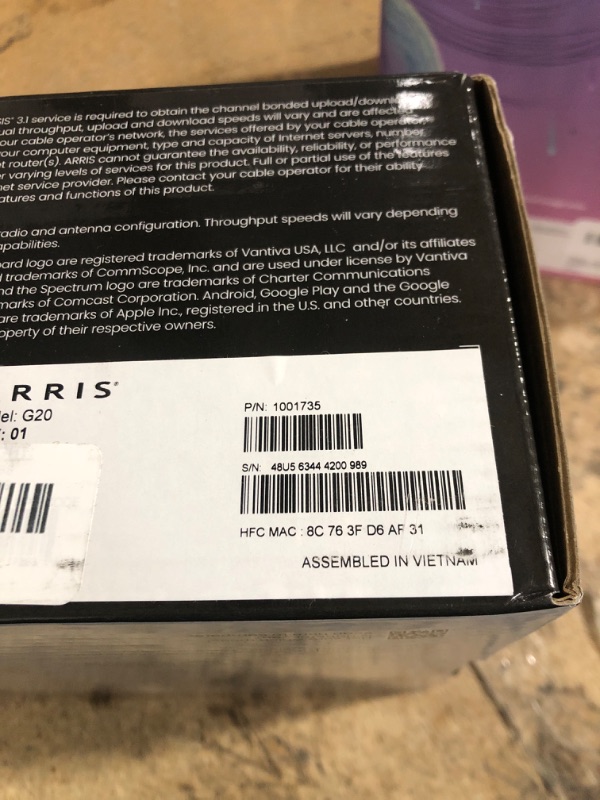 IS® 3.1 service is required to obtain the channel bonded upload/downl
ual throughput, upload and download speeds will vary and are affected
our cable operator's network, the services offered by your cable operator,
our computer equipment, type and capacity of Internet servers, number
t router(s). ARRIS cannot guarantee the availability, reliability, or performance
r varying levels of services for this product. Full or partial use of the features
net service provider. Please contact your cable operator for their ability
atures and functions of this product.
adio and antenna configuration. Throughput speeds will vary depending
apabilities.
ard logo are registered trademarks of Vantiva USA, LLC and/or its affiliates
d trademarks of CommScope, Inc. and are used under license by Vantiva
nd the Spectrum logo are trademarks of Charter Communications
marks of Comcast Corporation. Android, Google Play and the Google
are trademarks of Apple Inc., registered in the U.S. and other countries.
operty of their respective owners.
RRIS®
el: G20
: 01
P/N: 1001735
S/N: 48U5 6344 4200 989
HFC MAC : 8C 76 3F D6 AF 31
ASSEMBLED IN VIETNAM